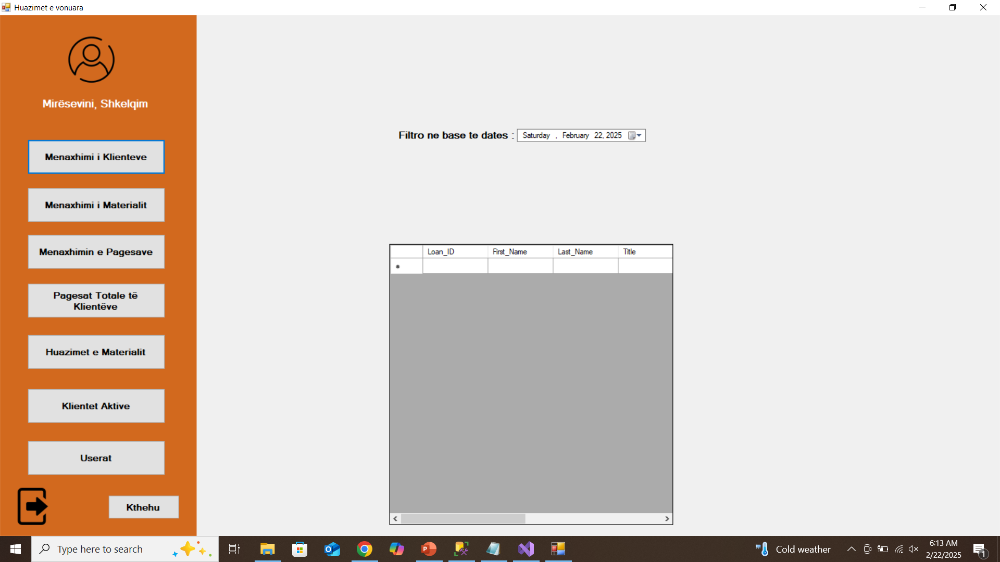 Huazimet e vonuara
Mirësevini, Shkelqim
Menaxhimi i Klienteve
Menaxhimi i Materialit
Menaxhimin e Pagesave
Pagesat Totale të
Klientëve
Huazimet e Materialit
Klientet Aktive
Userat
Kthehu
Filtro ne base te dates : Saturday , February 22, 2025
Loan_ID First_Name Last_Name Title
Type here to search
Cold weather
6:13 AM
2/22/2025
1